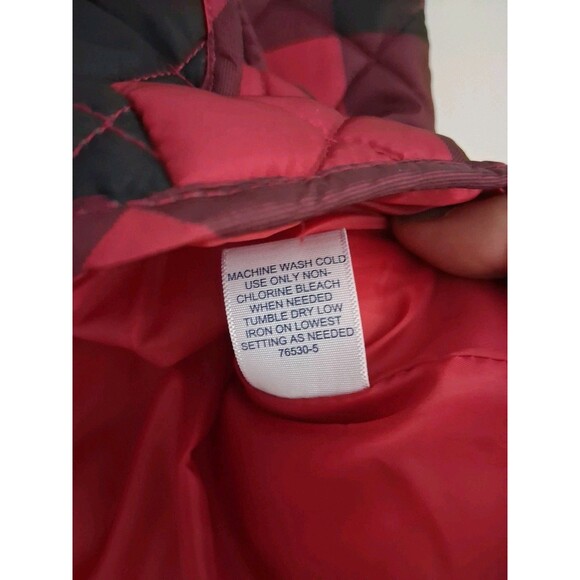 MACHINE WASH COLD
USE ONLY NON-
CHLORINE BLEACH
WHEN NEEDED
TUMBLE DRY LOW
IRON ON LOWEST
SETTING AS NEEDED
76530-5